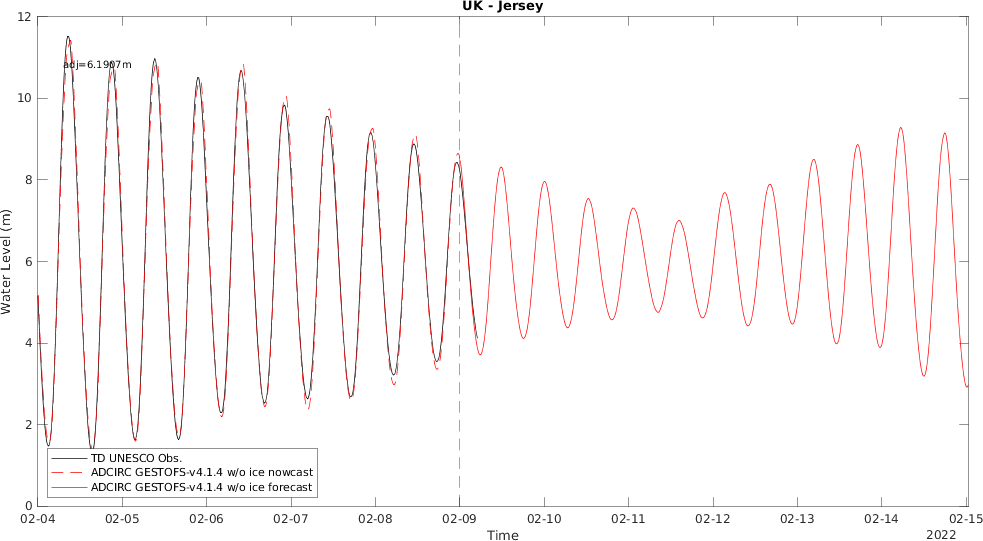 UK - Jersey
12
adj=6.1907m
10
8
6
4
2
0
Water Level (m)
TD UNESCO Obs.
ADCIRC GESTOFS-v4.1.4 w/o ice nowcast
ADCIRC GESTOFS-v4.1.4 w/o ice forecast
02-04 02-05 02-06 02-07 02-08 02-09 02-10 02-11 02-12 02-13 02-14 02-15
Time
2022